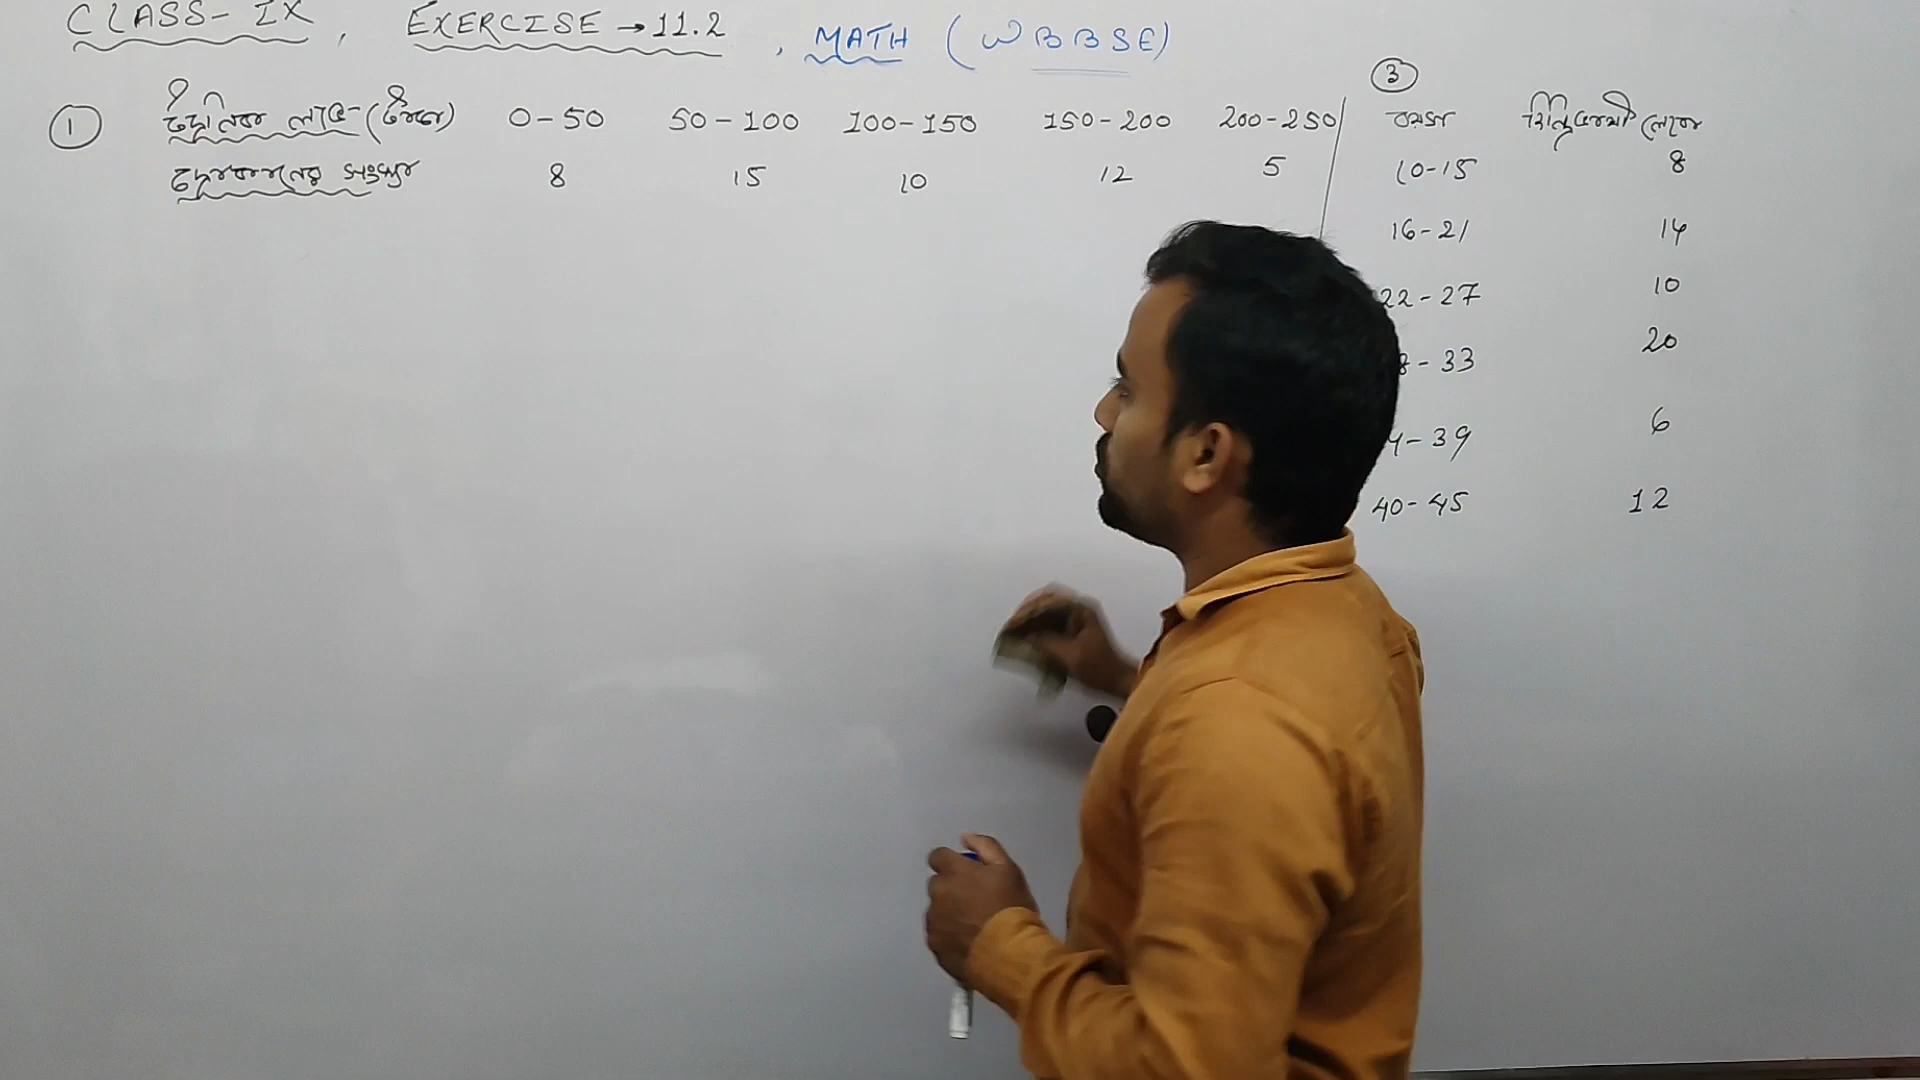 CLASS- IX, EXERCISE → 11.2, MATH (WBBSE)
① দৈনিক লাভ (টাকা) 0-50 50-100 100-150 150-200 200-250
দোকানের সংখ্যা 8 15 10 12 5
③
বয়স
10-15 8
16-21 14
22-27 10
8-33 20
4-39 6
40-45 12